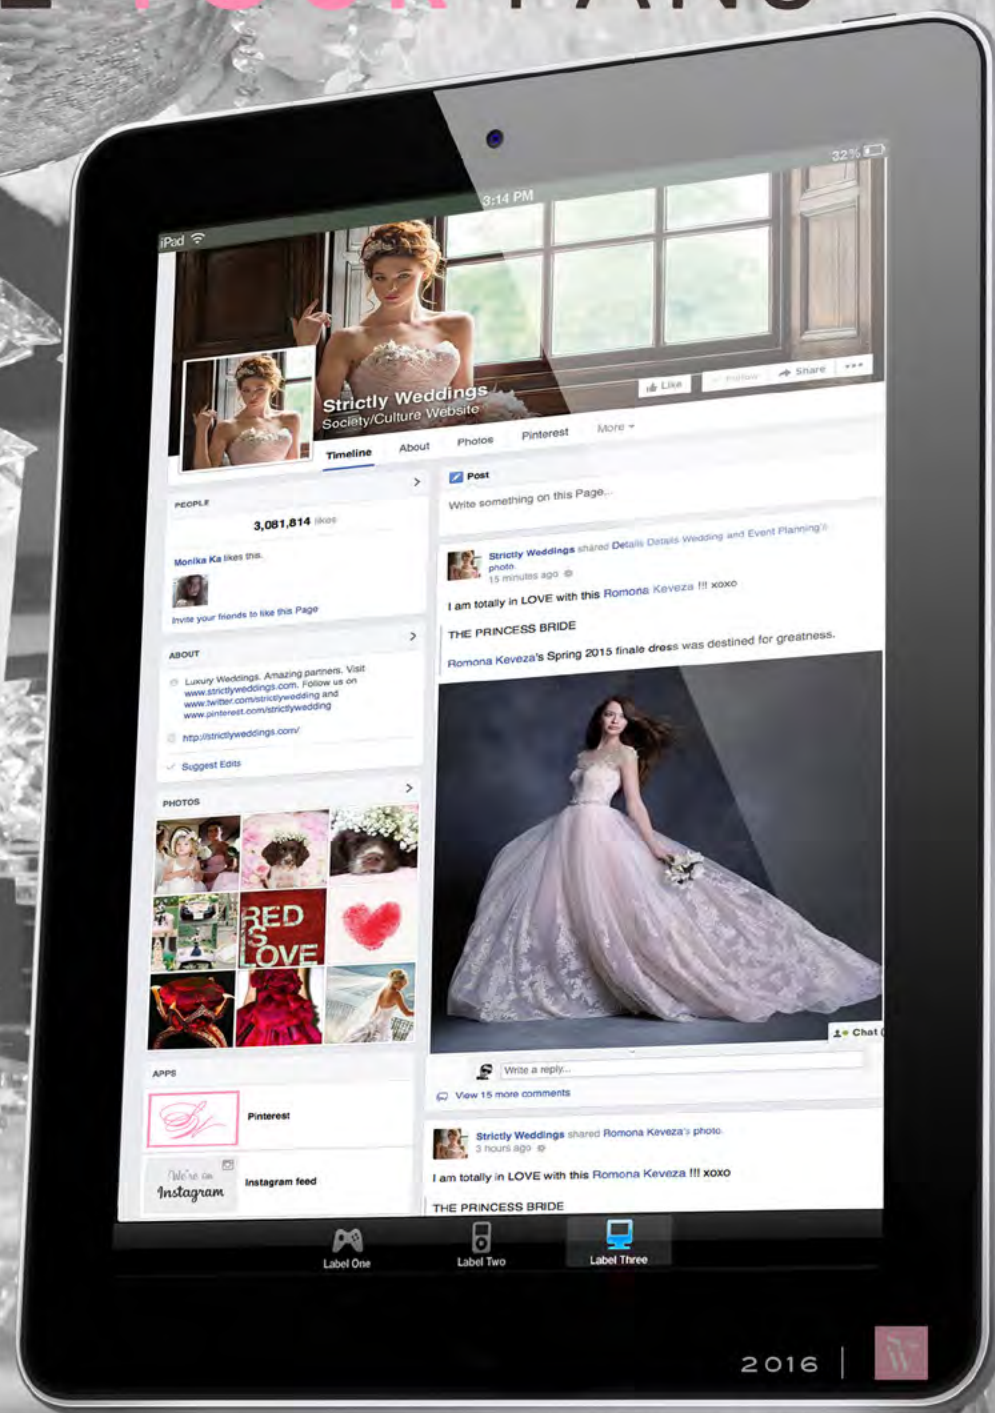 YOUR FANS
iPad
3:14 PM
32%
Strictly Weddings
Society/Culture Website
Like
Follow
Share
Timeline
About
Photos
Pinterest
More
PEOPLE
3,081,814 likes
Monika Ka likes this.
Invite your friends to like this Page
ABOUT
Luxury Weddings. Amazing partners. Visit
www.strictlyweddings.com. Follow us on
www.twitter.com/strictlywedding and
www.pinterest.com/strictlywedding
http://strictlyweddings.com/
Suggest Edits
PHOTOS
RED
IS
LOVE
APPS
Pinterest
We're on
Instagram
Instagram feed
Post
Write something on this Page...
Strictly Weddings shared Details Details Wedding and Event Planning's
photo.
15 minutes ago
I am totally in LOVE with this Romona Keveza !!! xoxo
THE PRINCESS BRIDE
Romona Keveza's Spring 2015 finale dress was destined for greatness.
Chat (
Write a reply...
View 15 more comments
Strictly Weddings shared Romona Keveza's photo.
3 hours ago
I am totally in LOVE with this Romona Keveza !!! xoxo
THE PRINCESS BRIDE
Label One
Label Two
Label Three
2016 |